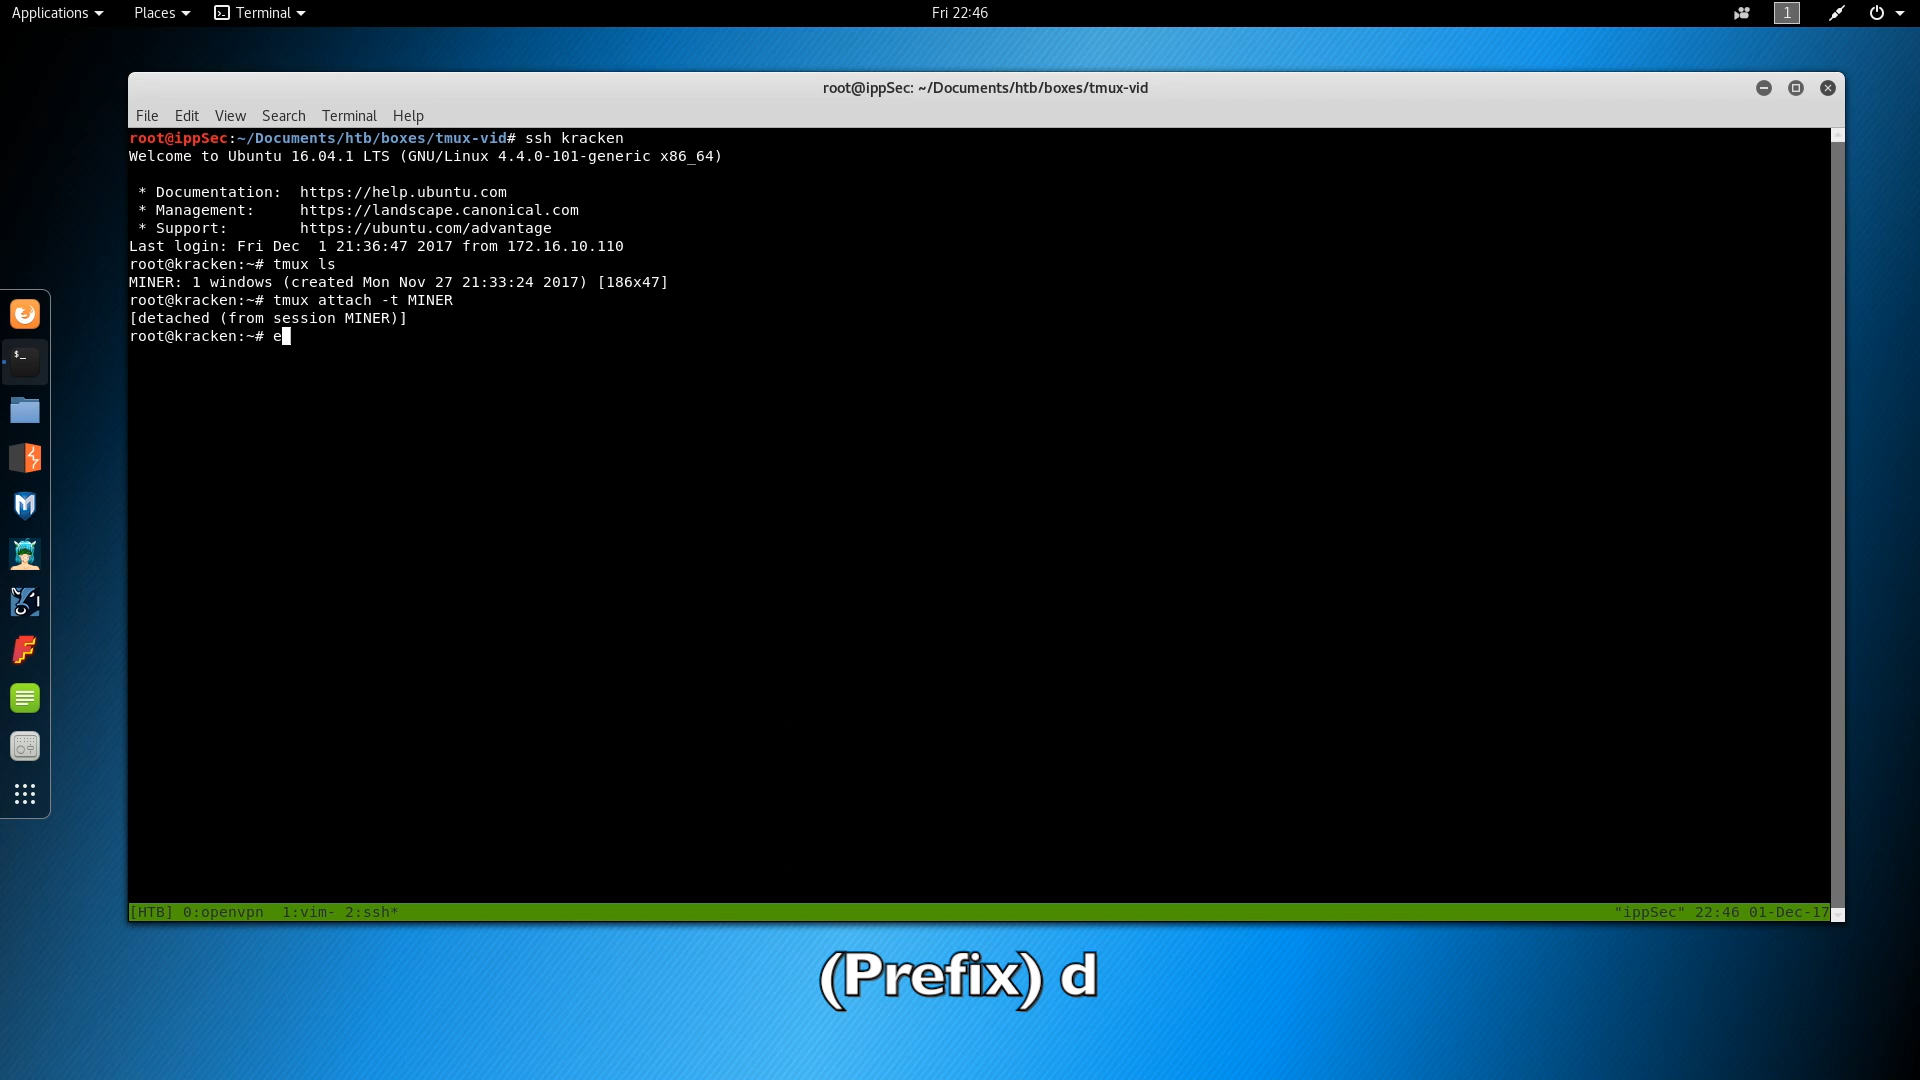 Applications Places Terminal Fri 22:46 1
root@ippSec: ~/Documents/htb/boxes/tmux-vid
File Edit View Search Terminal Help
root@ippSec:~/Documents/htb/boxes/tmux-vid# ssh kracken
Welcome to Ubuntu 16.04.1 LTS (GNU/Linux 4.4.0-101-generic x86_64)
* Documentation:  https://help.ubuntu.com
* Management:     https://landscape.canonical.com
* Support:        https://ubuntu.com/advantage
Last login: Fri Dec  1 21:36:47 2017 from 172.16.10.110
root@kracken:~# tmux ls
MINER: 1 windows (created Mon Nov 27 21:33:24 2017) [186x47]
root@kracken:~# tmux attach -t MINER
[detached (from session MINER)]
root@kracken:~# e
[HTB] 0:openvpn  1:vim- 2:ssh* "ippSec" 22:46 01-Dec-17
(Prefix) d